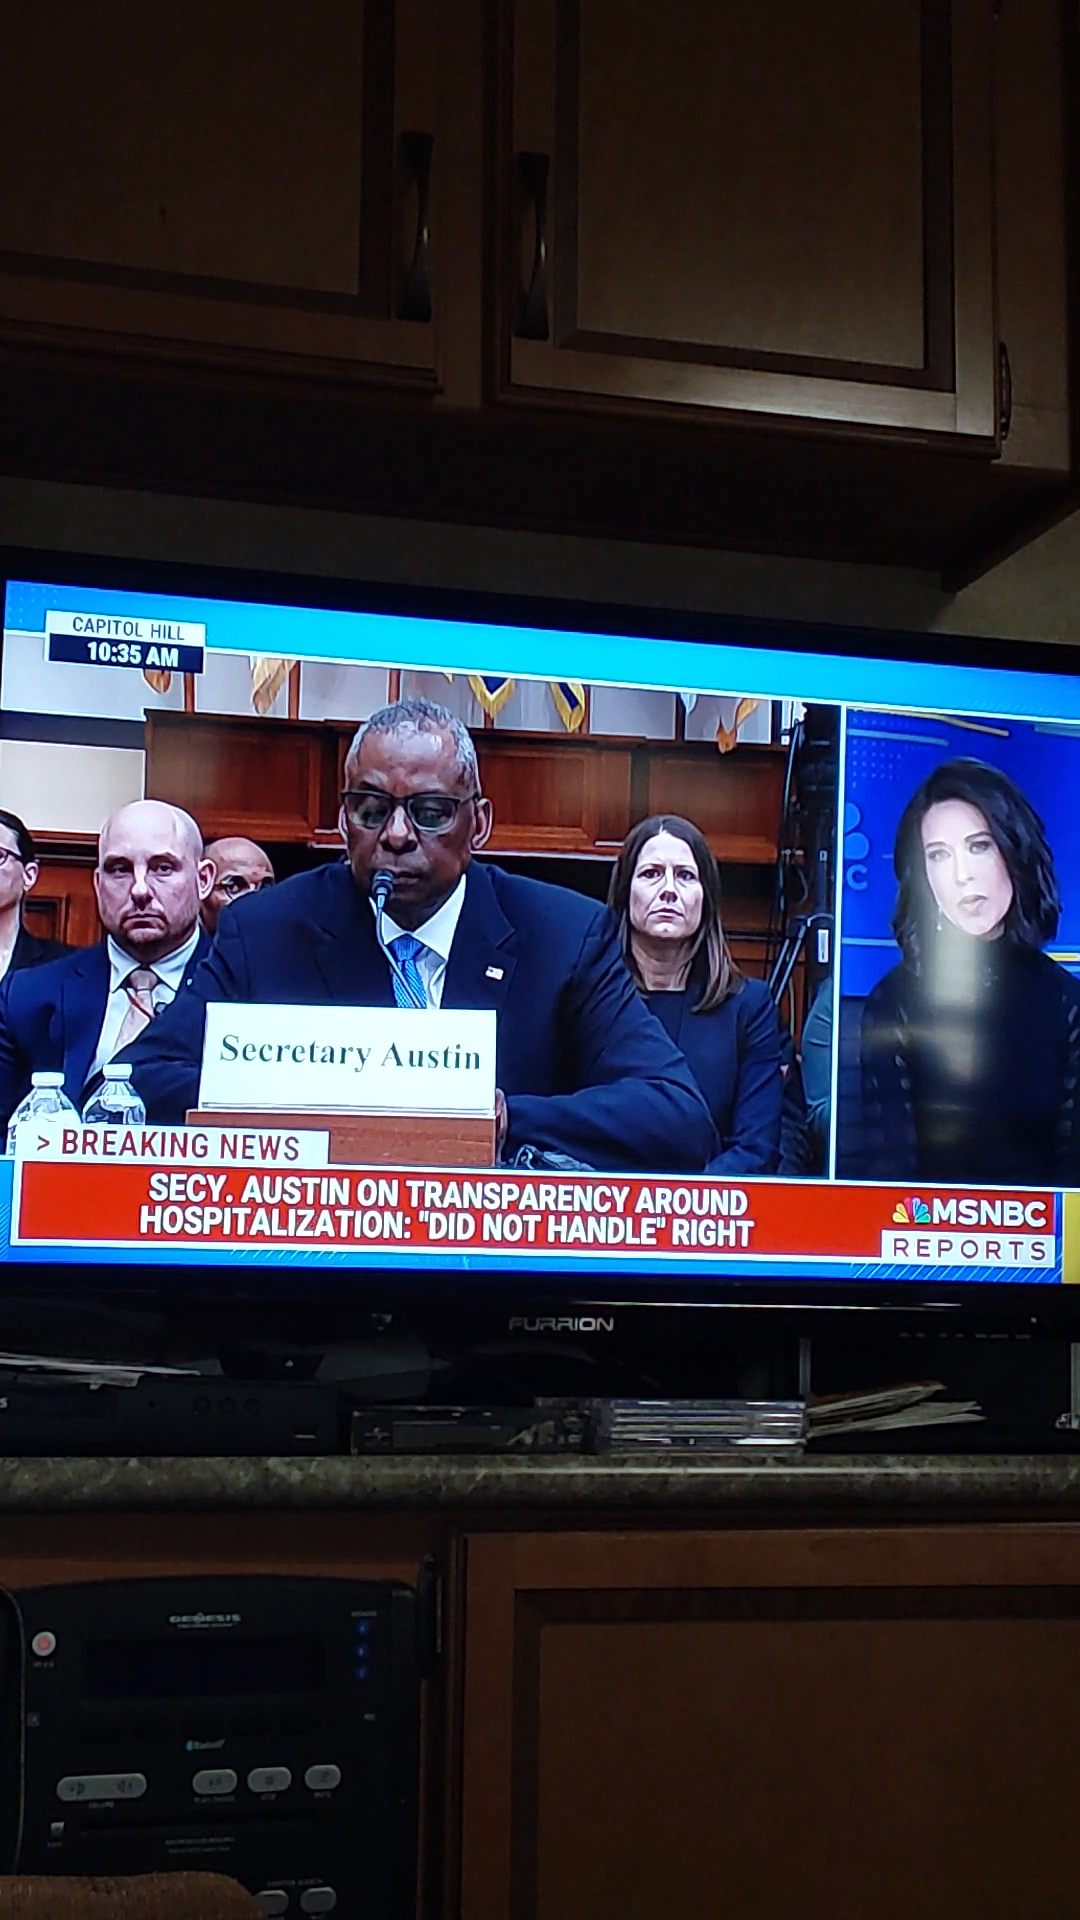 CAPITOL HILL
10:35 AM
Secretary Austin
> BREAKING NEWS
SECY. AUSTIN ON TRANSPARENCY AROUND
HOSPITALIZATION: "DID NOT HANDLE" RIGHT
MSNBC
REPORTS
FURRION
GENESIS
Bluetooth